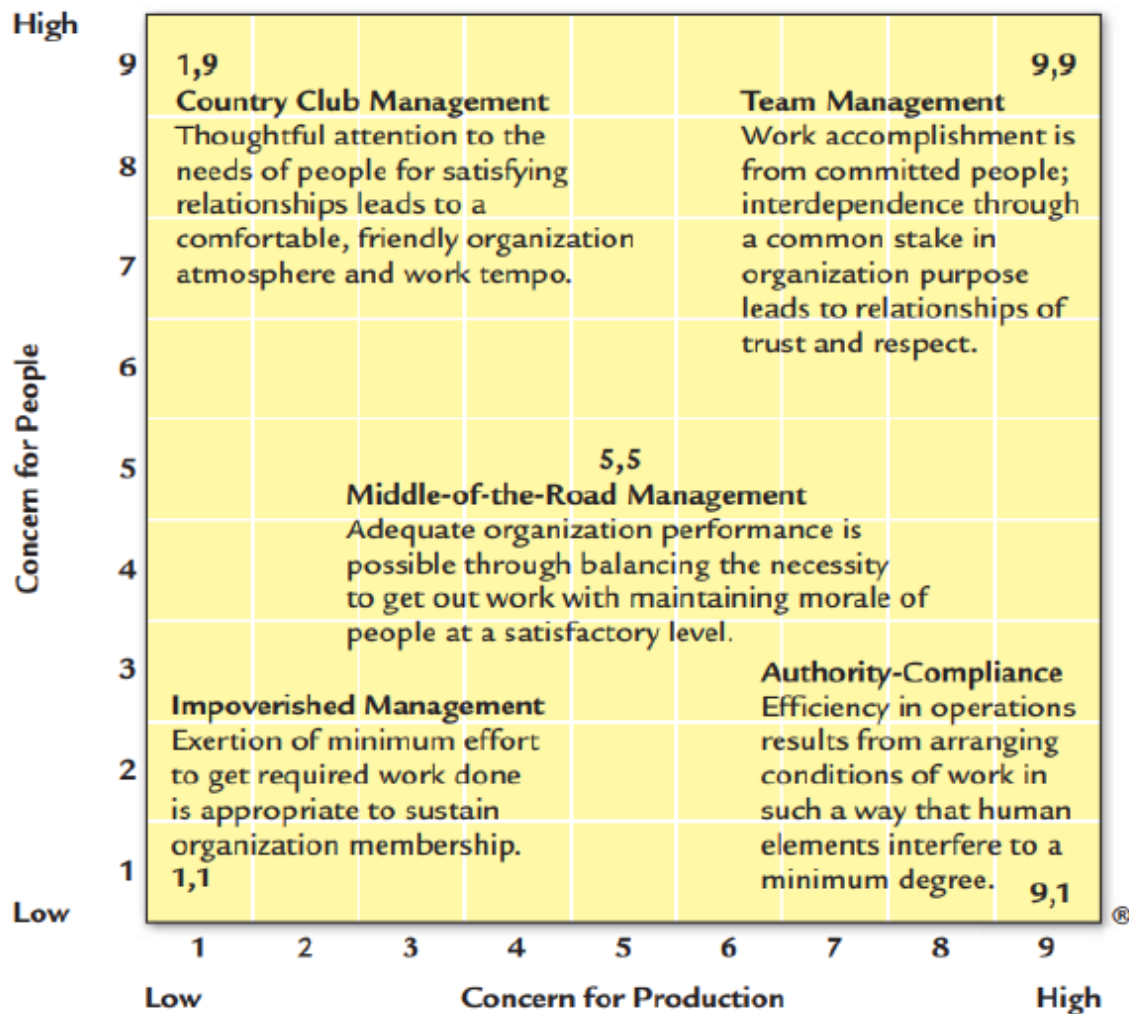 High
9
8
7
6
5
4
3
2
1
Low
Concern for People
1,9
Country Club Management
Thoughtful attention to the
needs of people for satisfying
relationships leads to a
comfortable, friendly organization
atmosphere and work tempo.
9,9
Team Management
Work accomplishment is
from committed people;
interdependence through
a common stake in
organization purpose
leads to relationships of
trust and respect.
5,5
Middle-of-the-Road Management
Adequate organization performance is
possible through balancing the necessity
to get out work with maintaining morale of
people at a satisfactory level.
Impoverished Management
Exertion of minimum effort
to get required work done
is appropriate to sustain
organization membership.
1,1
Authority-Compliance
Efficiency in operations
results from arranging
conditions of work in
such a way that human
elements interfere to a
minimum degree.
9,1
®
1 2 3 4 5 6 7 8 9
Low Concern for Production High